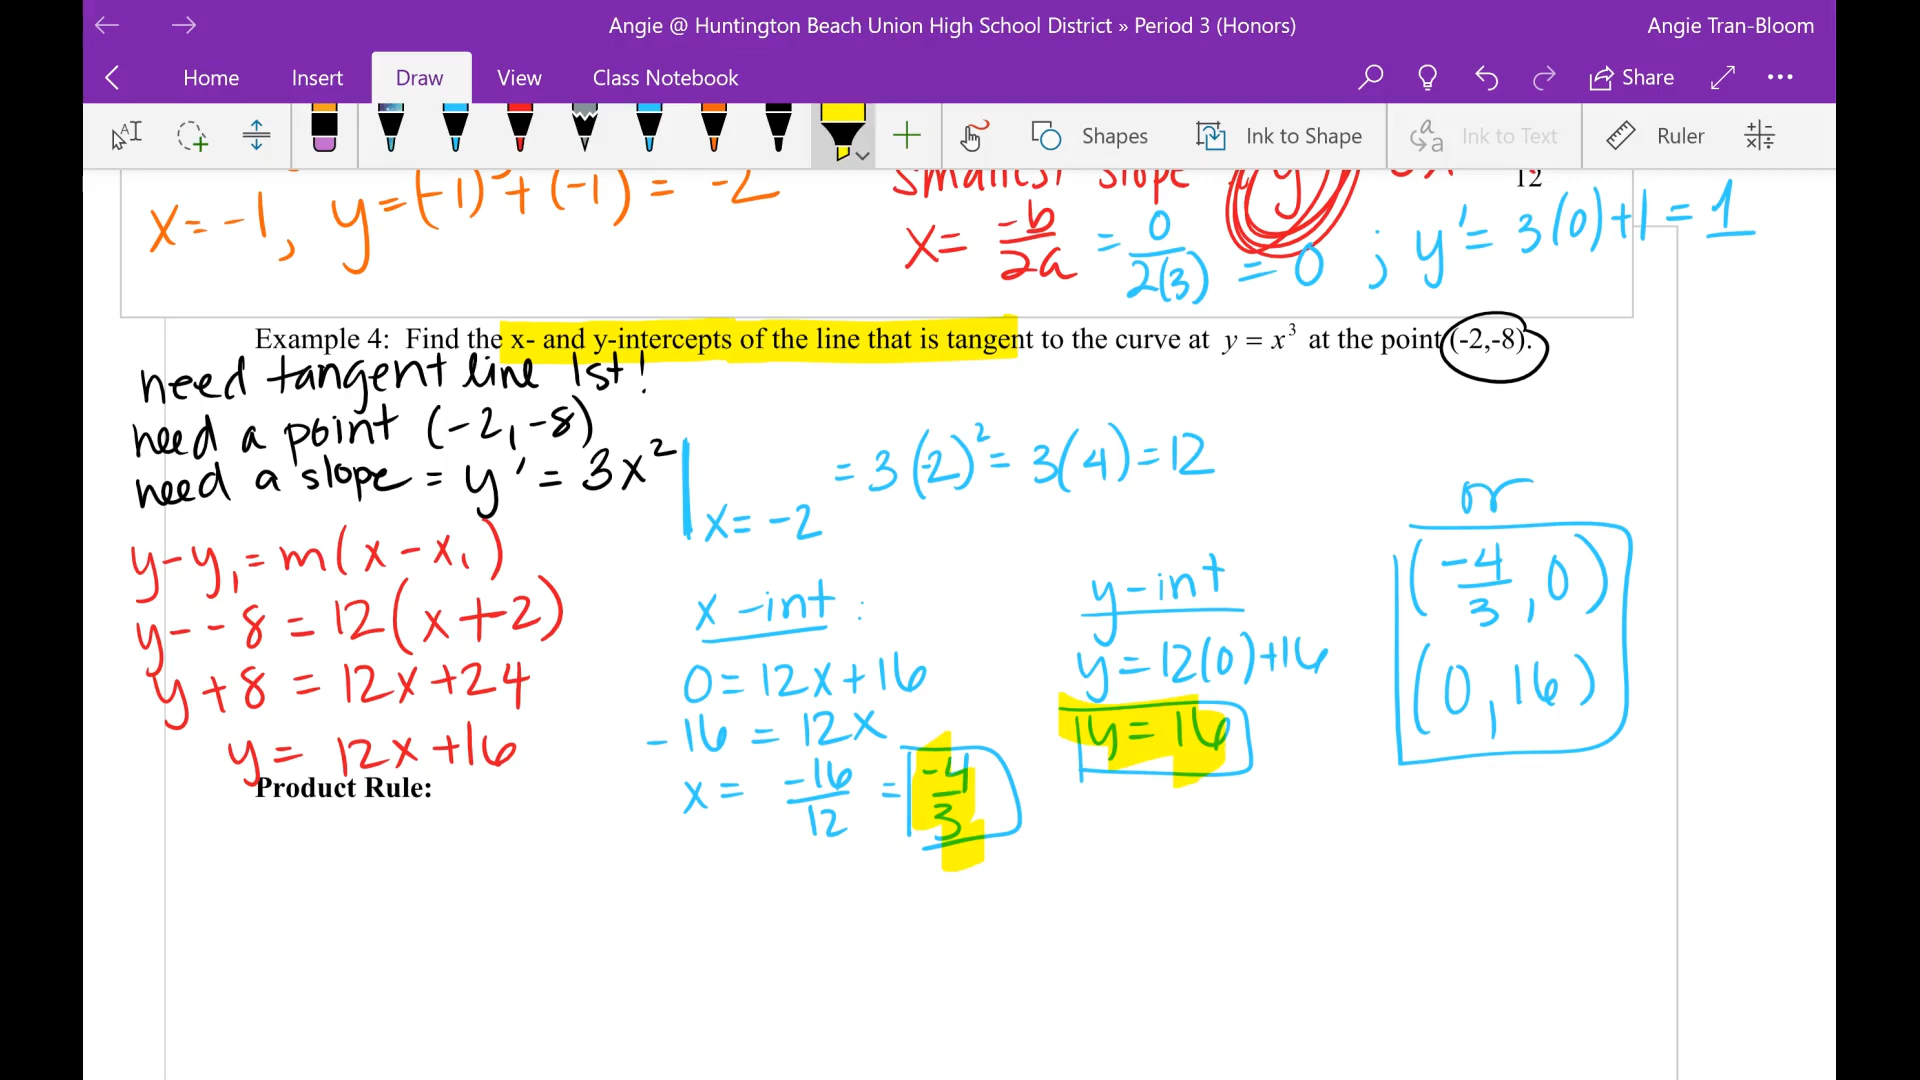 Angie @ Huntington Beach Union High School District » Period 3 (Honors)
Angie Tran-Bloom
Home Insert Draw View Class Notebook
Share
Shapes Ink to Shape Ink to Text Ruler
x = -1, y = (-1) + (-1) = -2
smallest slope
12
x = -b/2a = 0/2(3) = 0 ; y' = 3(0)+1 = 1
Example 4: Find the x- and y-intercepts of the line that is tangent to the curve at y = x³ at the point (-2,-8).
need tangent line 1st!
need a point (-2, -8)
need a slope = y' = 3x² | x = -2 = 3(-2)² = 3(4) = 12
y - y₁ = m(x - x₁)
y - - 8 = 12(x + 2)
y + 8 = 12x + 24
y = 12x + 16
x-int :
0 = 12x + 16
-16 = 12x
x = -16/12 = -4/3
y-int
y = 12(0) + 16
y = 16
or
(-4/3, 0)
(0, 16)
Product Rule: